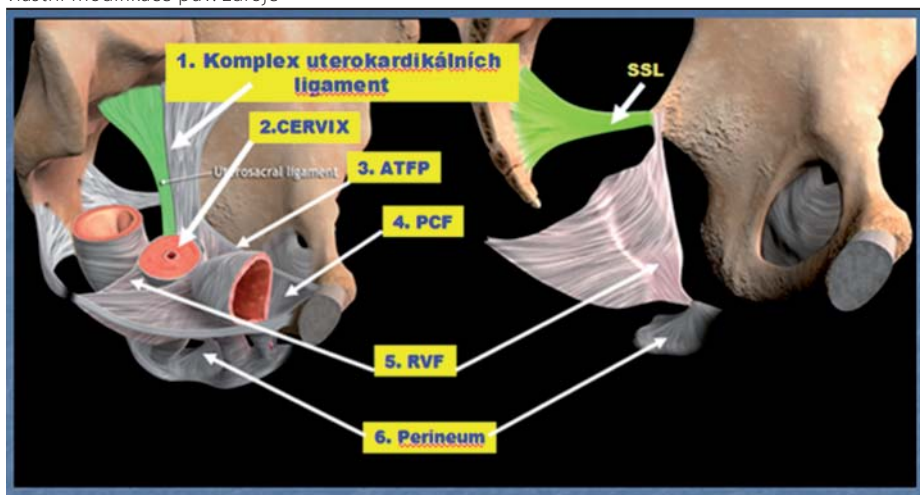 1. Komplex uterokardikálních
ligament
SSL
2.CERVIX
Uterosacral ligament
3. ATFP
4. PCF
5. RVF
6. Perineum